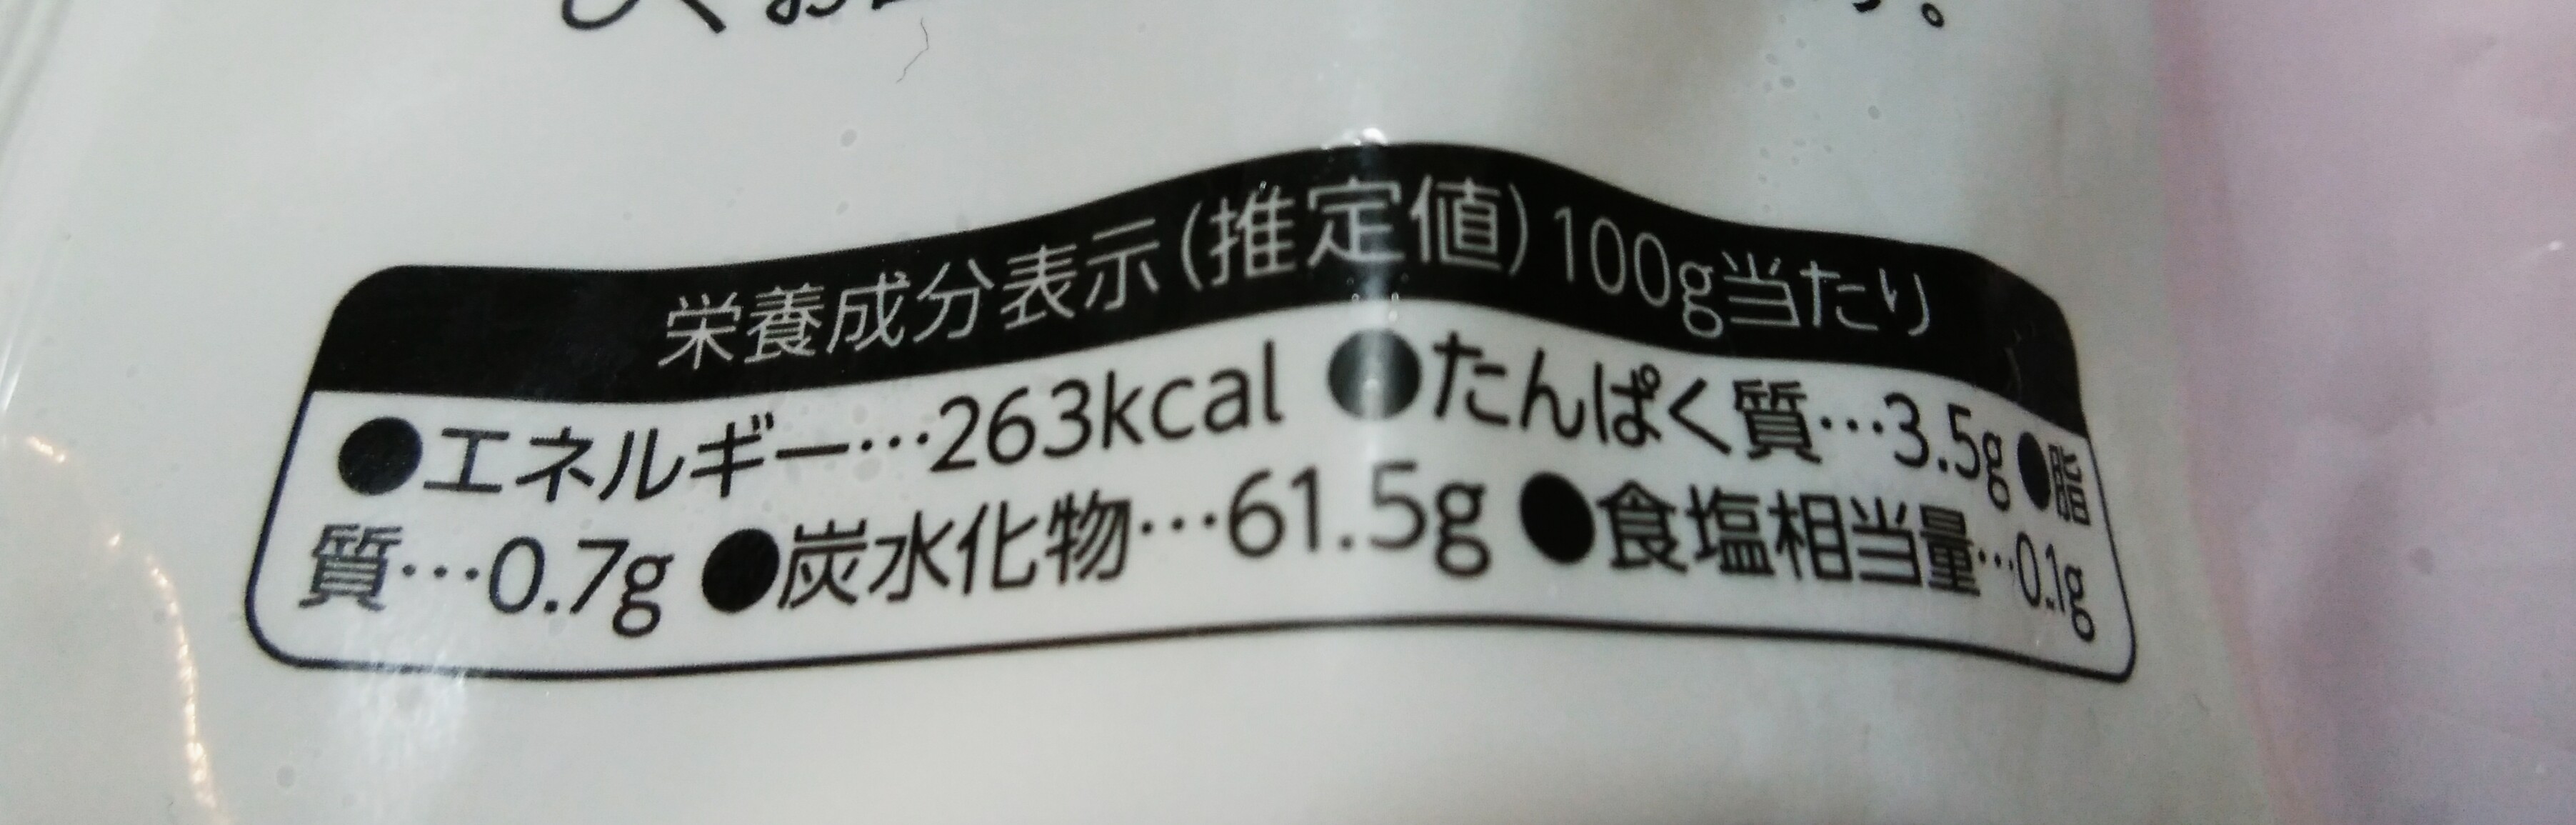 栄養成分表示(推定値)100g当たり
●エネルギー…263kcal ●たんぱく質…3.5g ●脂
質…0.7g ●炭水化物…61.5g ●食塩相当量…0.1g